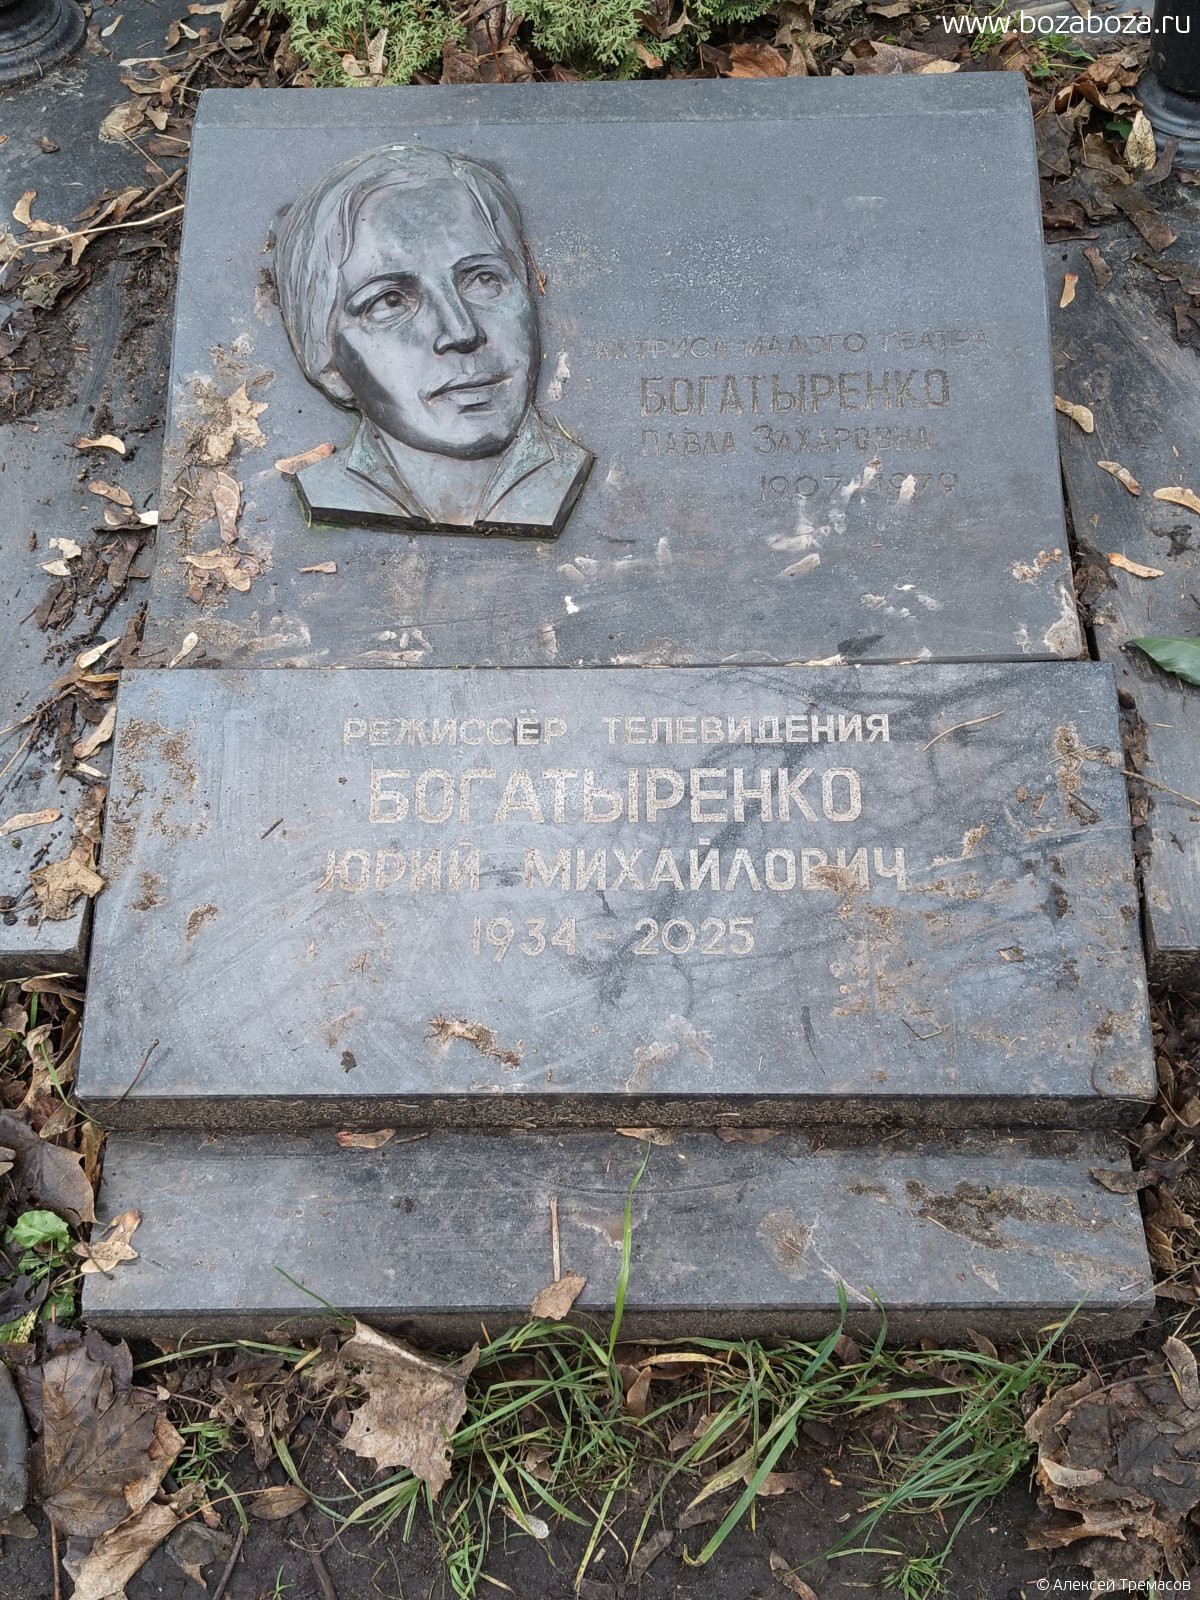 www.bozaboza.ru
АКТРИСА МАЛОГО ТЕАТРА
БОГАТЫРЕНКО
ПАВЛА ЗАХАРОВНА
1907-1979
РЕЖИССЁР ТЕЛЕВИДЕНИЯ
БОГАТЫРЕНКО
ЮРИЙ МИХАЙЛОВИЧ
1934 - 2025
© Алексей Тремасов